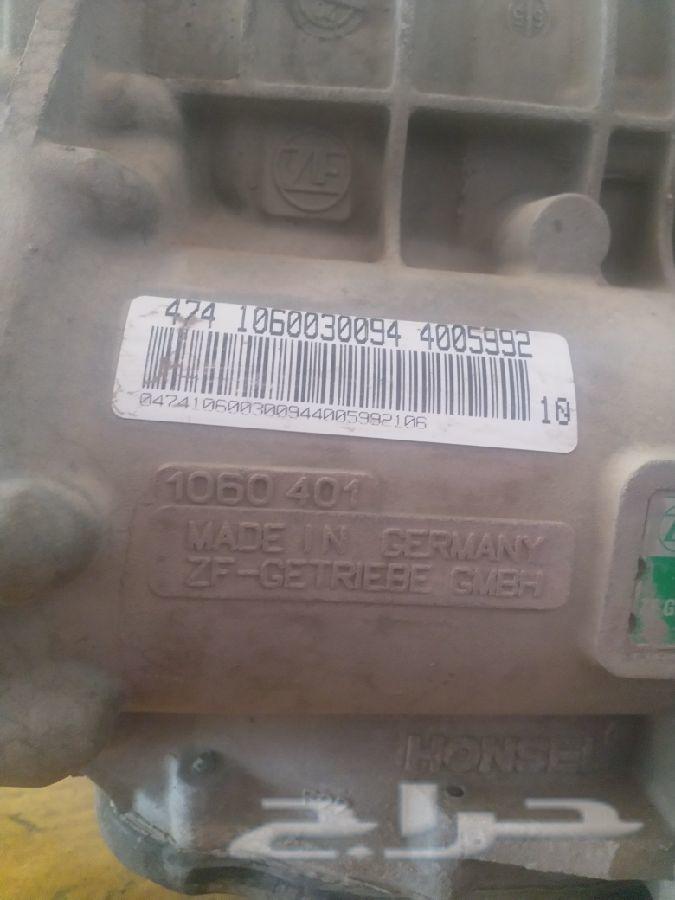 ZF
474 1060030094 4005992
10
047410600300944005992106
1060 401
MADE IN GERMANY
ZF-GETRIEBE GMBH
HONSEL
حراج